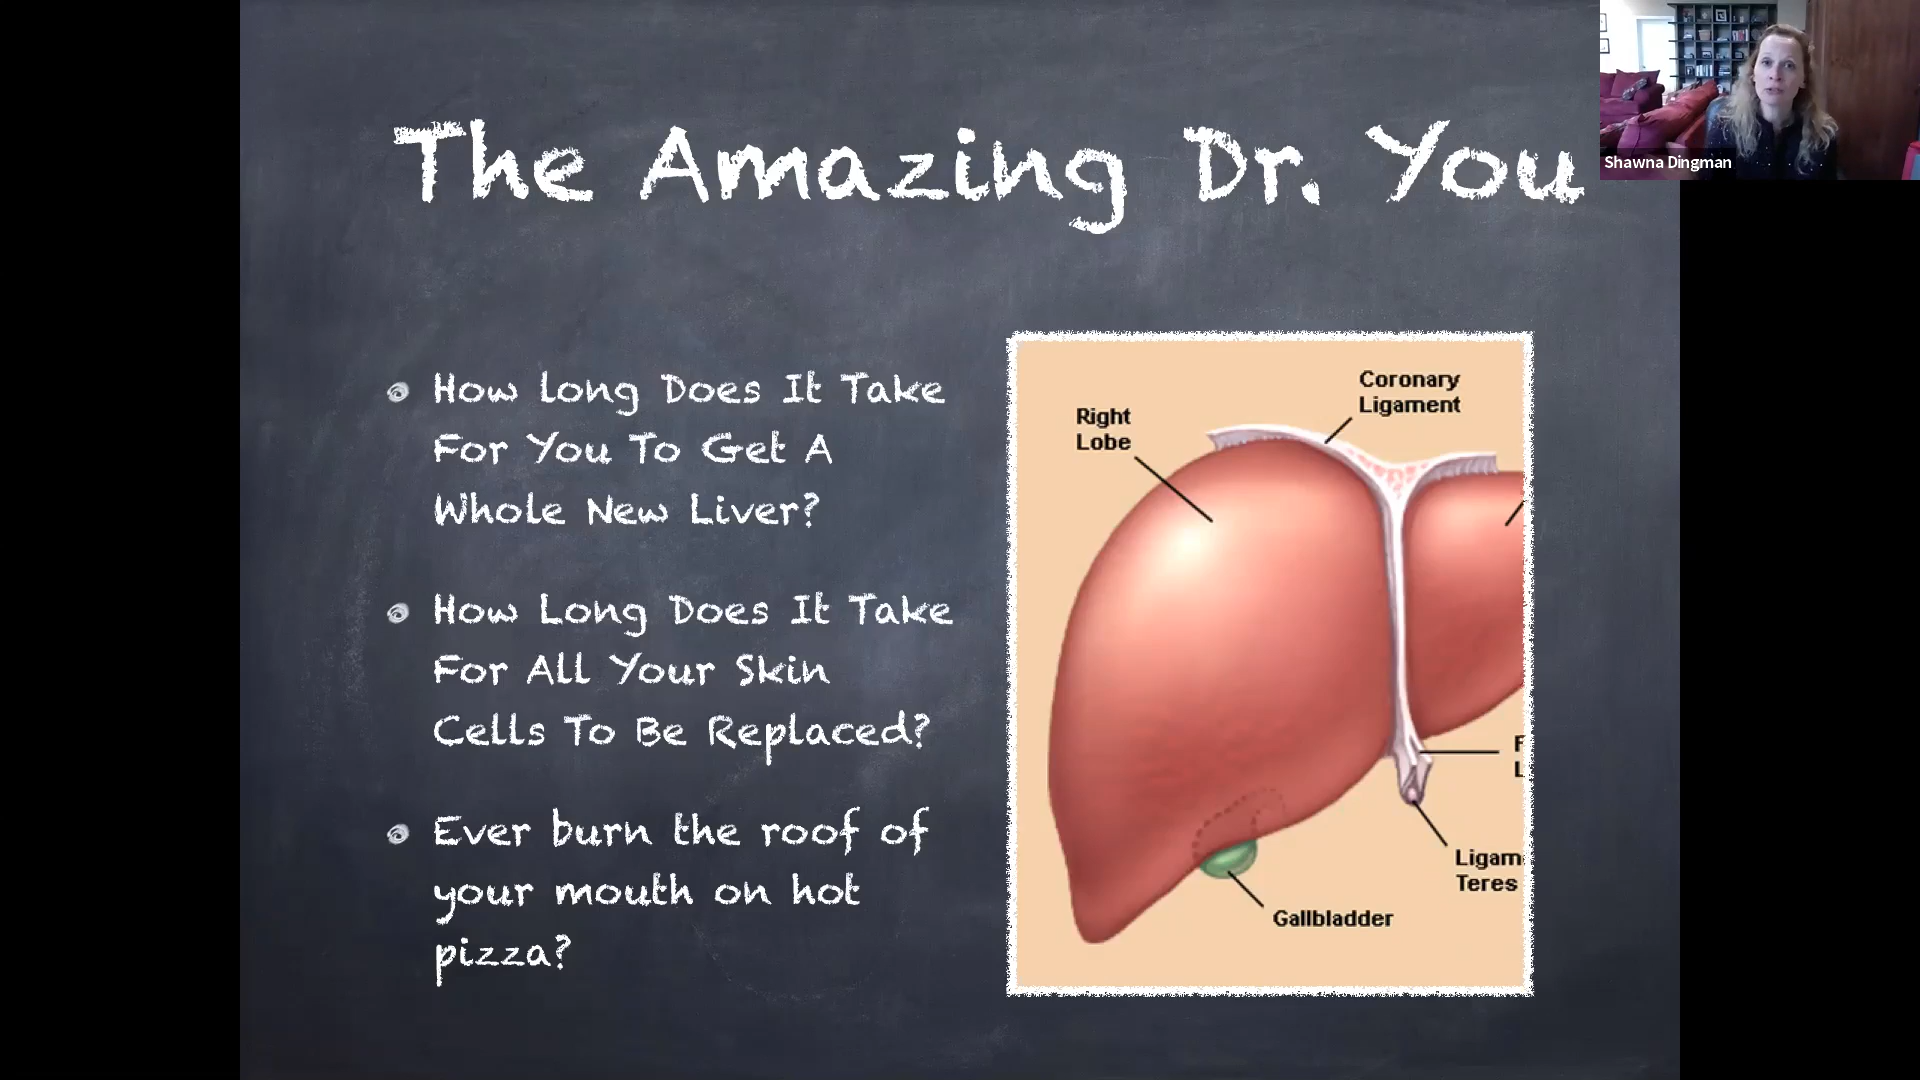 The Amazing Dr. You
Shawna Dingman
How long Does It Take
For You To Get A
Whole New Liver?
How Long Does It Take
For All Your Skin
Cells To Be Replaced?
Ever burn the roof of
your mouth on hot
pizza?
Coronary
Ligament
Right
Lobe
F
L
Ligam
Teres
Gallbladder